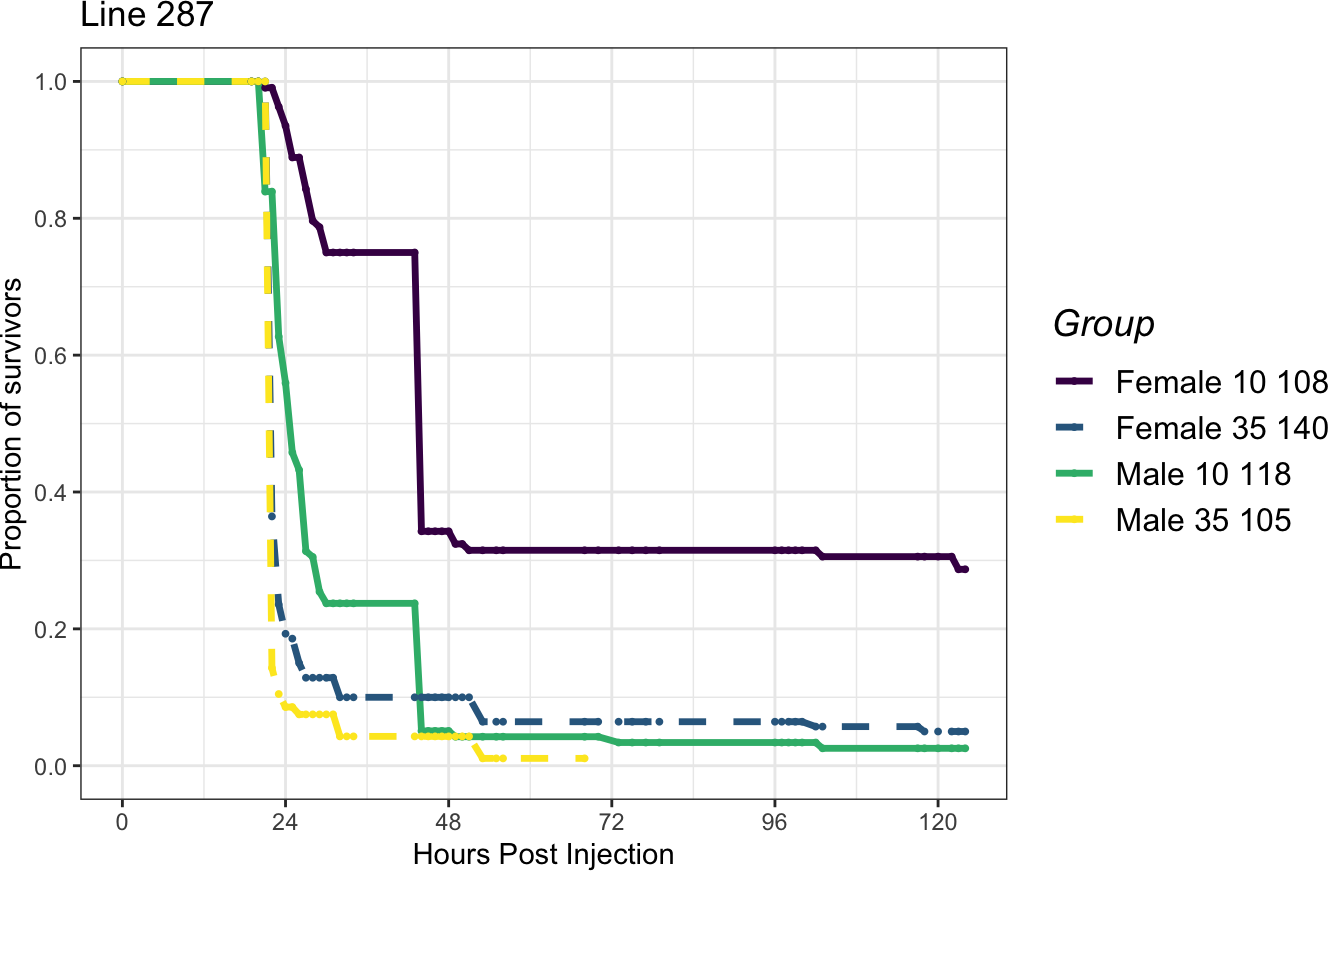 Line 287
Proportion of survivors
1.0
0.8
0.6
0.4
0.2
0.0
0 24 48 72 96 120
Hours Post Injection
Group
Female 10 108
Female 35 140
Male 10 118
Male 35 105